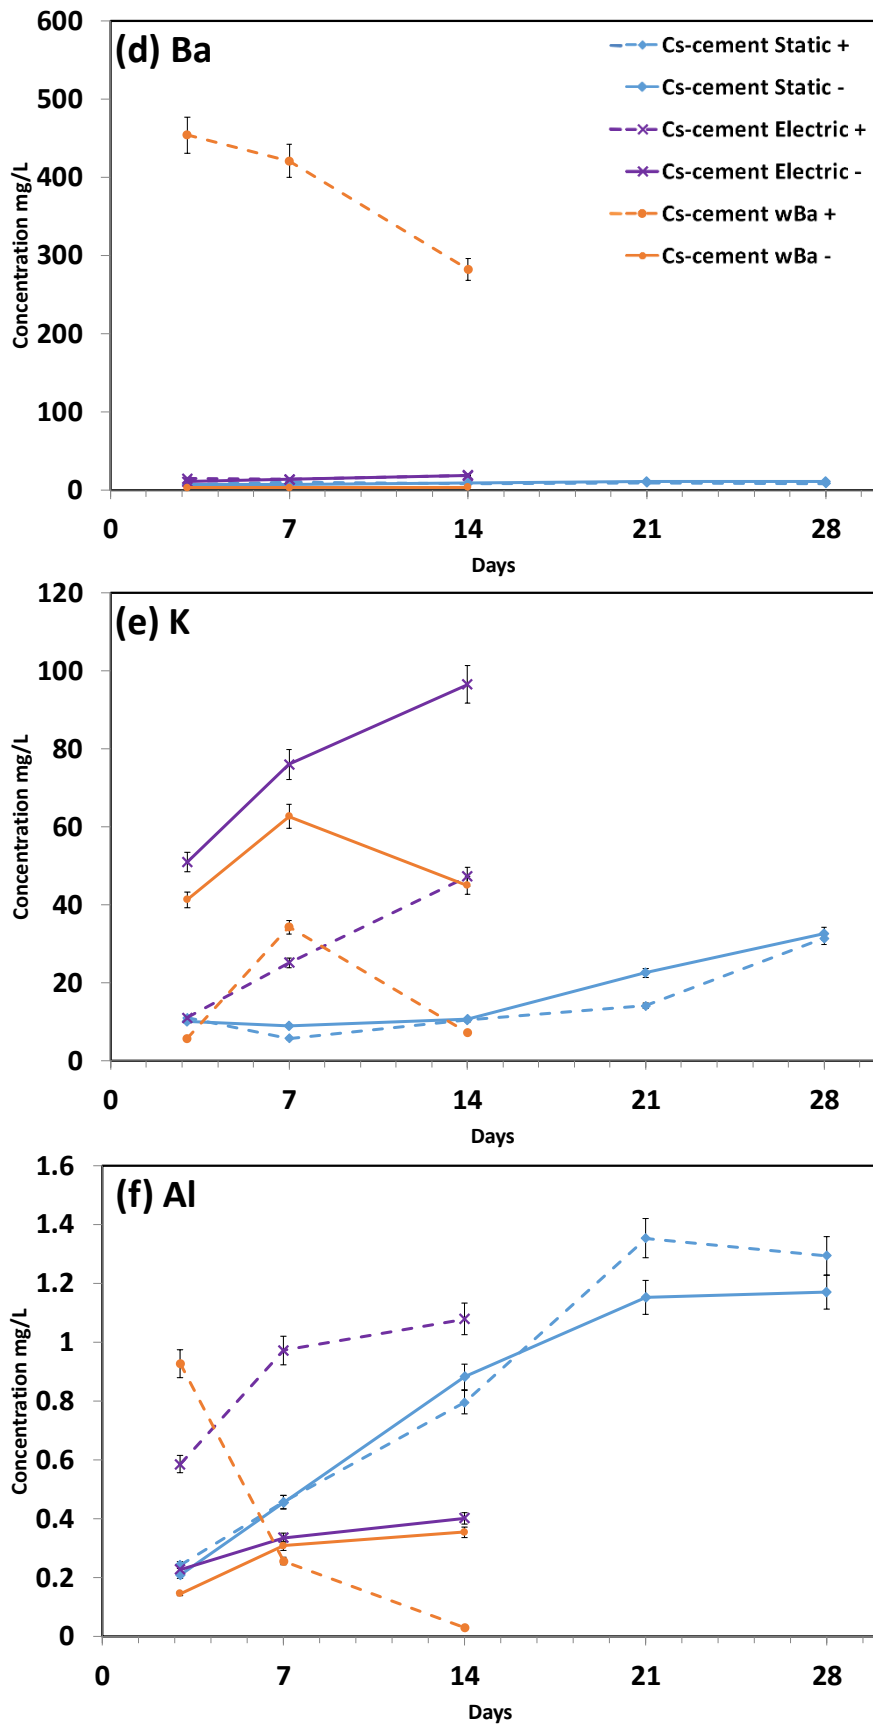 (d) Ba
Cs-cement Static +
Cs-cement Static -
Cs-cement Electric +
Cs-cement Electric -
Cs-cement wBa +
Cs-cement wBa -
Concentration mg/L
600
500
400
300
200
100
0
0 7 14 21 28
Days
(e) K
Concentration mg/L
120
100
80
60
40
20
0
0 7 14 21 28
Days
(f) Al
Concentration mg/L
1.6
1.4
1.2
1
0.8
0.6
0.4
0.2
0
0 7 14 21 28
Days